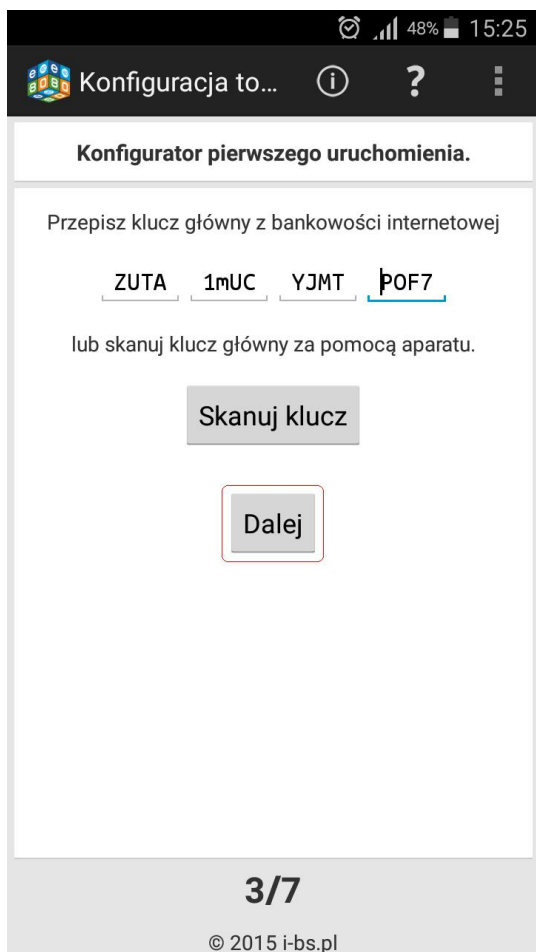 48% 15:25
Konfiguracja to...
Konfigurator pierwszego uruchomienia.
Przepisz klucz główny z bankowości internetowej
ZUTA 1mUC YJMT POF7
lub skanuj klucz główny za pomocą aparatu.
Skanuj klucz
Dalej
3/7
© 2015 i-bs.pl